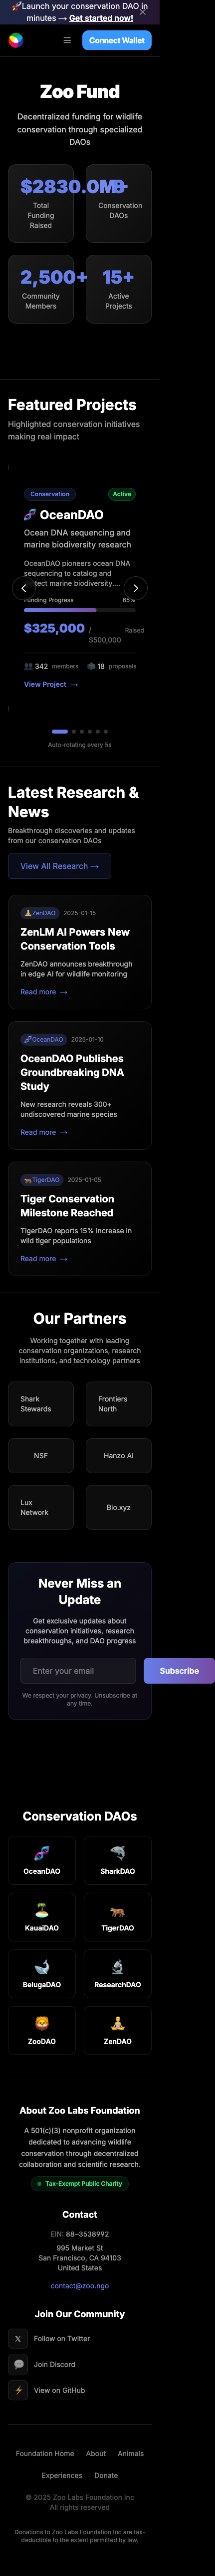 🚀Launch your conservation DAO in
minutes → Get started now!
Connect Wallet
Zoo Fund
Decentralized funding for wildlife
conservation through specialized
DAOs
$2830.0M
Total
Funding
Raised
Conservation
DAOs
2,500+
Community
Members
15+
Active
Projects
Featured Projects
Highlighted conservation initiatives
making real impact
Conservation
Active
🧬 OceanDAO
Ocean DNA sequencing and
marine biodiversity research
OceanDAO pioneers ocean DNA
sequencing to catalog and
protect marine biodiversity....
Funding Progress
65%
$325,000 / $500,000
Raised
👥 342 members
18 proposals
View Project →
Auto-rotating every 5s
Latest Research &
News
Breakthrough discoveries and updates
from our conservation DAOs
View All Research →
🧘ZenDAO 2025-01-15
ZenLM AI Powers New
Conservation Tools
ZenDAO announces breakthrough
in edge AI for wildlife monitoring
Read more →
🧬OceanDAO 2025-01-10
OceanDAO Publishes
Groundbreaking DNA
Study
New research reveals 300+
undiscovered marine species
Read more →
🐅TigerDAO 2025-01-05
Tiger Conservation
Milestone Reached
TigerDAO reports 15% increase in
wild tiger populations
Read more →
Our Partners
Working together with leading
conservation organizations, research
institutions, and technology partners
Shark
Stewards
Frontiers
North
NSF
Hanzo AI
Lux
Network
Bio.xyz
Never Miss an
Update
Get exclusive updates about
conservation initiatives, research
breakthroughs, and DAO progress
Enter your email
Subscribe
We respect your privacy. Unsubscribe at
any time.
Conservation DAOs
OceanDAO
SharkDAO
KauaiDAO
TigerDAO
BelugaDAO
ResearchDAO
ZooDAO
ZenDAO
About Zoo Labs Foundation
A 501(c)(3) nonprofit organization
dedicated to advancing wildlife
conservation through decentralized
collaboration and scientific research.
Tax-Exempt Public Charity
Contact
EIN: 88-3538992
995 Market St
San Francisco, CA 94103
United States
contact@zoo.ngo
Join Our Community
Follow on Twitter
Join Discord
View on GitHub
Foundation Home
About
Animals
Experiences
Donate
© 2025 Zoo Labs Foundation Inc
All rights reserved
Donations to Zoo Labs Foundation Inc are tax-
deductible to the extent permitted by law.